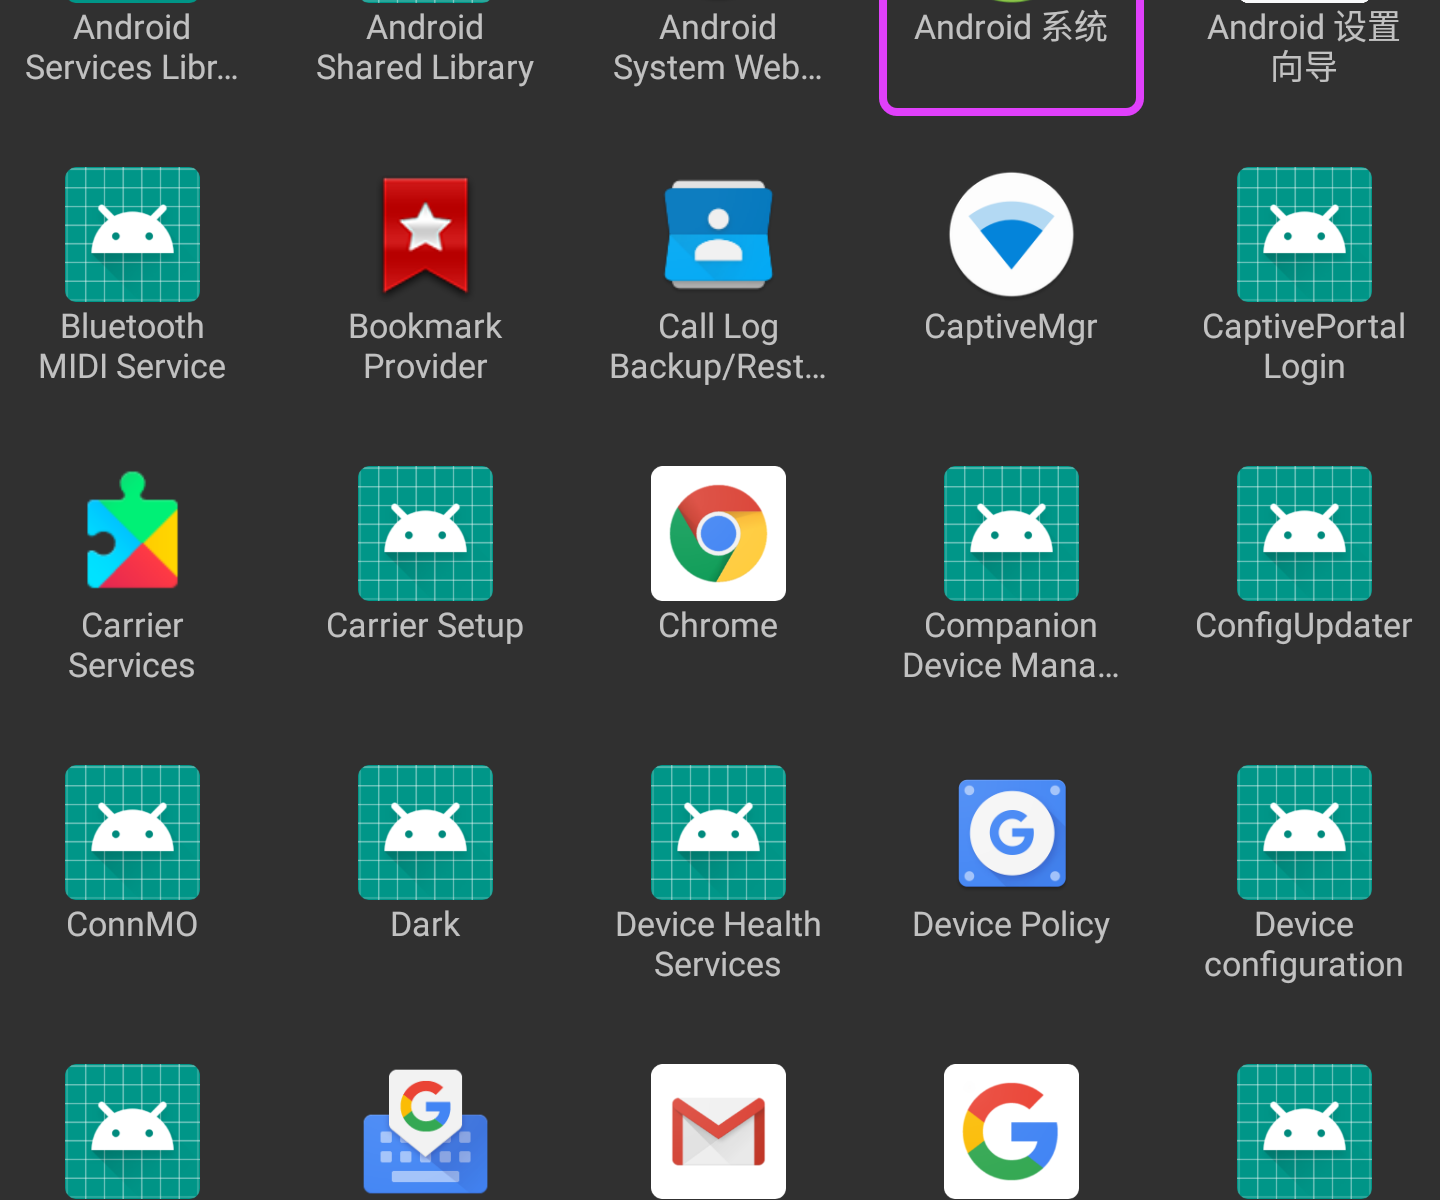 Android
Services Libr...
Android
Shared Library
Android
System Web...
Android 系统
Android 设置
向导
Bluetooth
MIDI Service
Bookmark
Provider
Call Log
Backup/Rest...
CaptiveMgr
CaptivePortal
Login
Carrier
Services
Carrier Setup
Chrome
Companion
Device Mana...
ConfigUpdater
ConnMO
Dark
Device Health
Services
Device Policy
Device
configuration